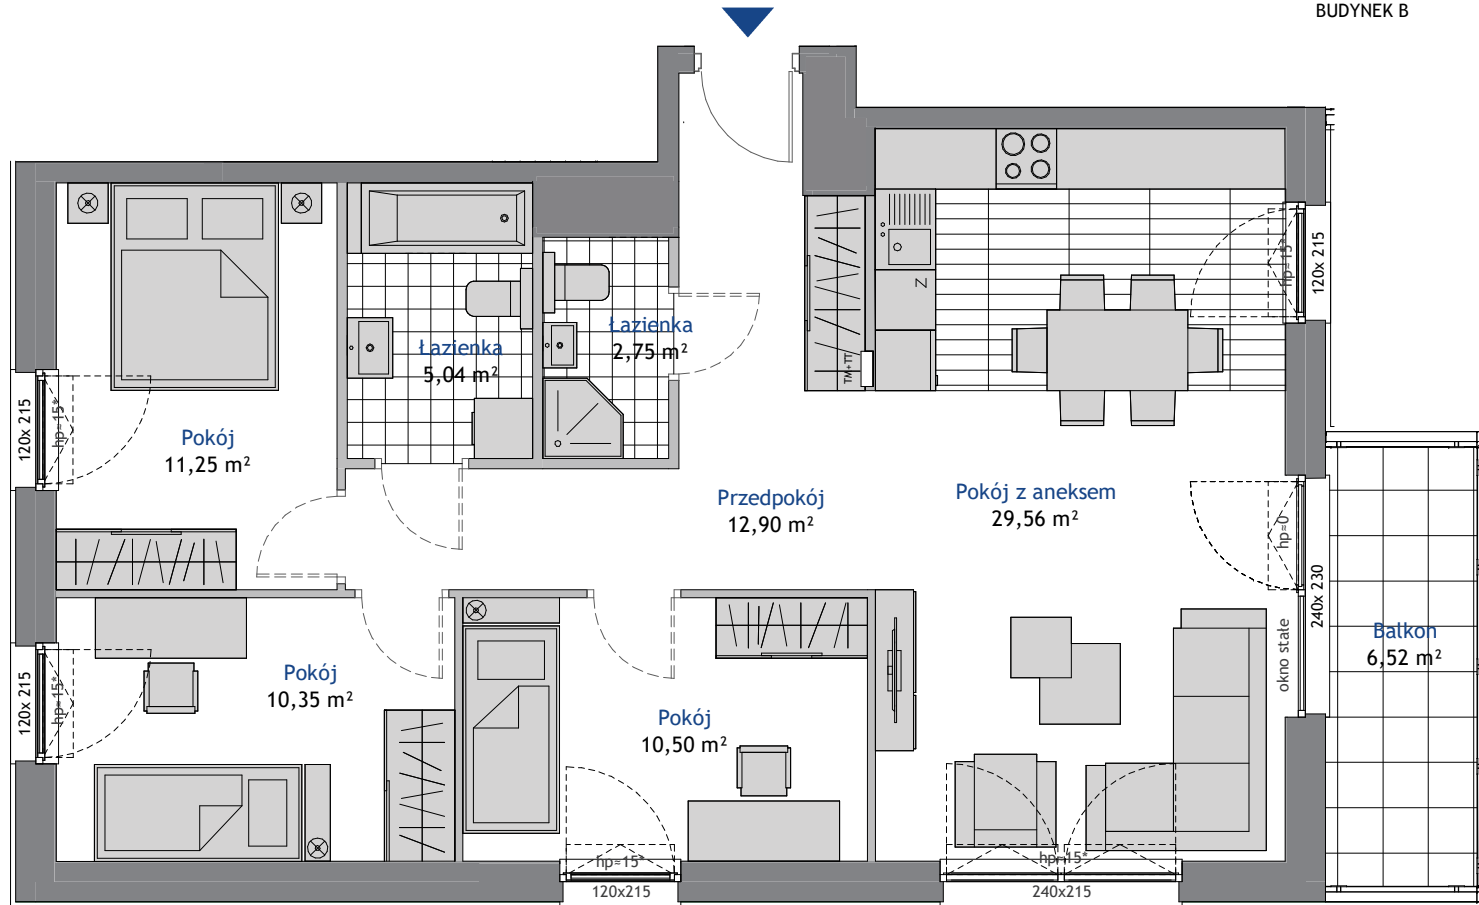 BUDYNEK B
120x 215
hp=15*
Łazienka
2,75 m²
Łazienka
5,04 m²
Z
TM+TT
Pokój
11,25 m²
120x 215
hp=15*
Przedpokój
12,90 m²
Pokój z aneksem
29,56 m²
hp=0
240x 230
okno stałe
Balkon
6,52 m²
Pokój
10,35 m²
120x 215
hp=15*
Pokój
10,50 m²
hp=15*
120x215
hp=15*
240x215